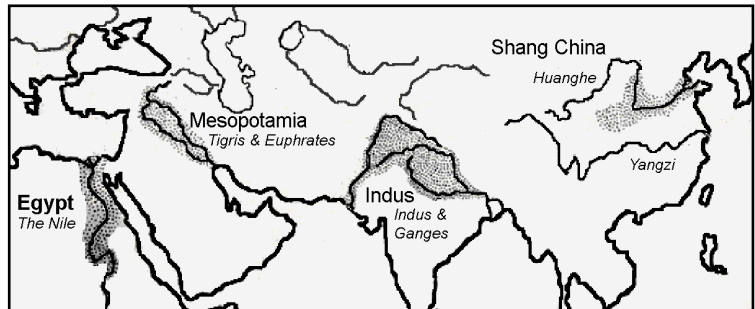 Shang China
Huanghe
Mesopotamia
Tigris & Euphrates
Yangzi
Egypt
The Nile
Indus
Indus &
Ganges